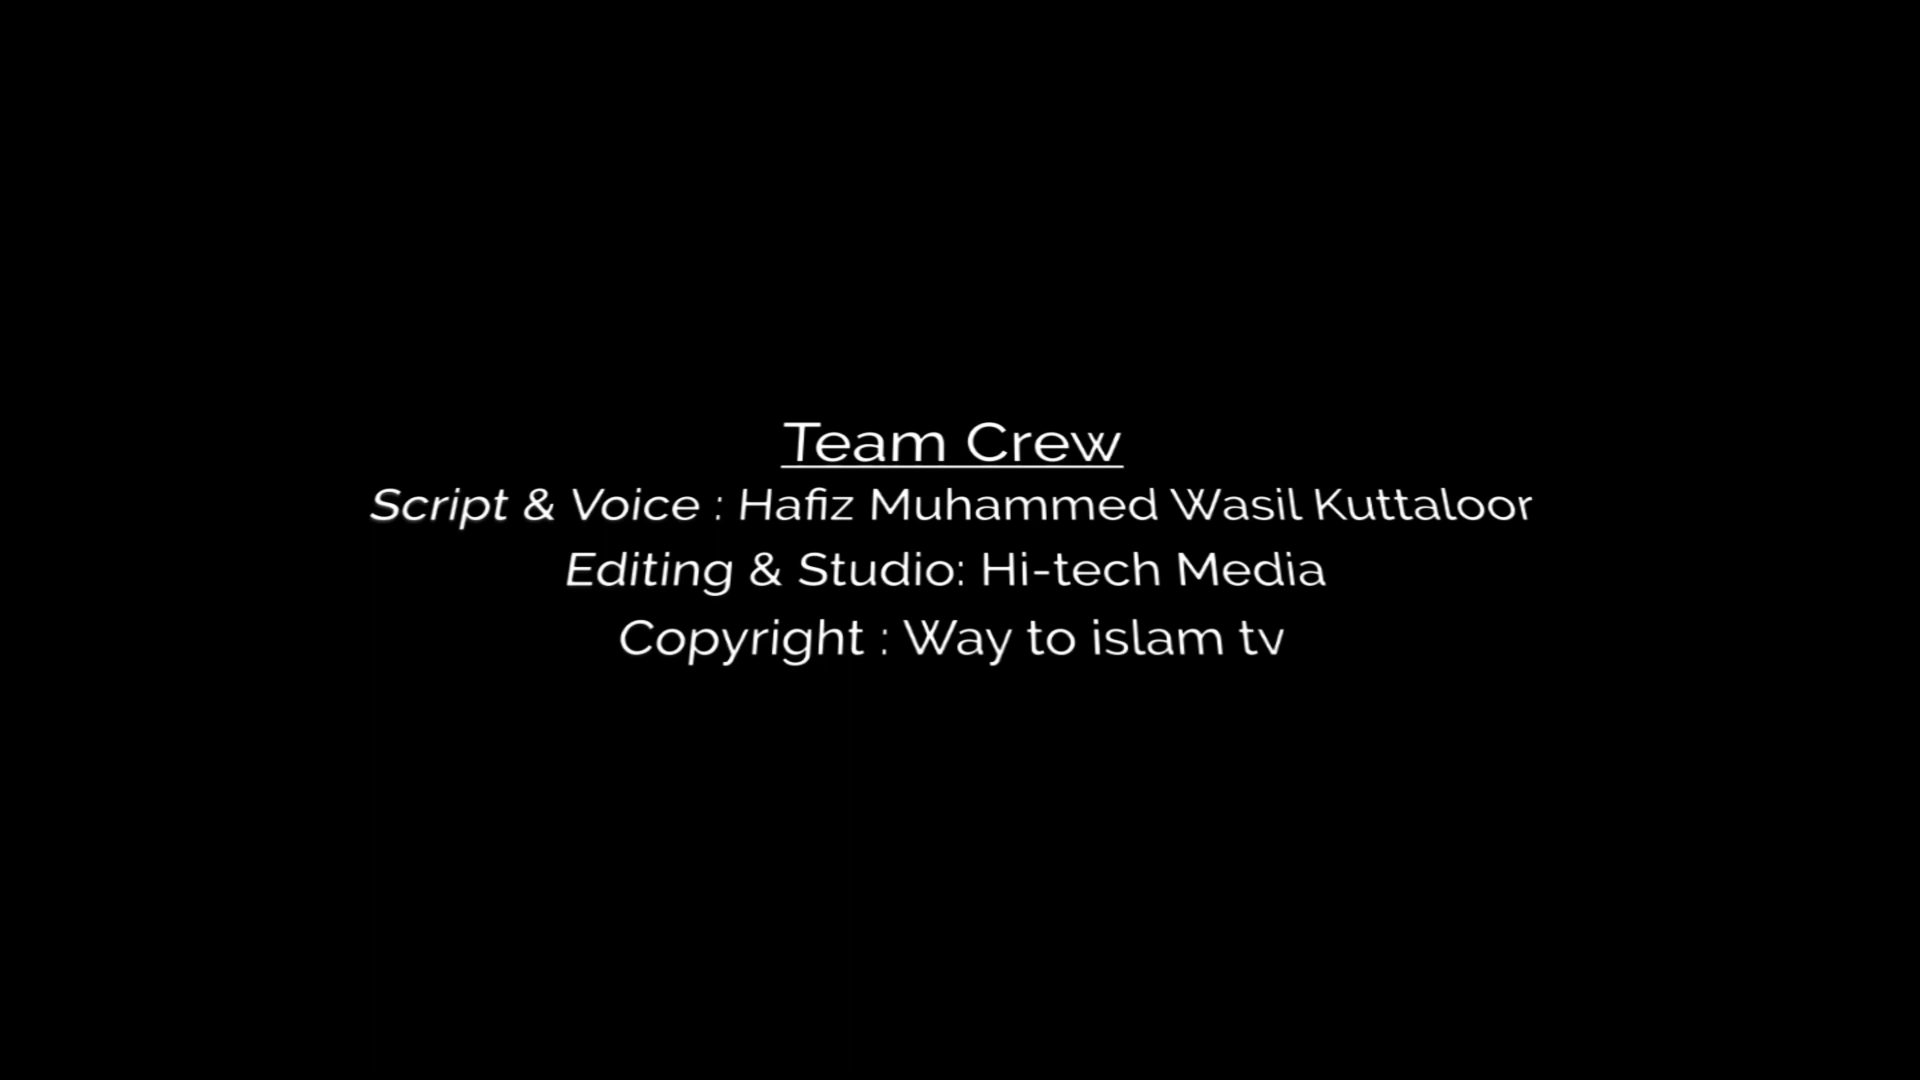 Team Crew
Script & Voice : Hafiz Muhammed Wasil Kuttaloor
Editing & Studio: Hi-tech Media
Copyright : Way to islam tv